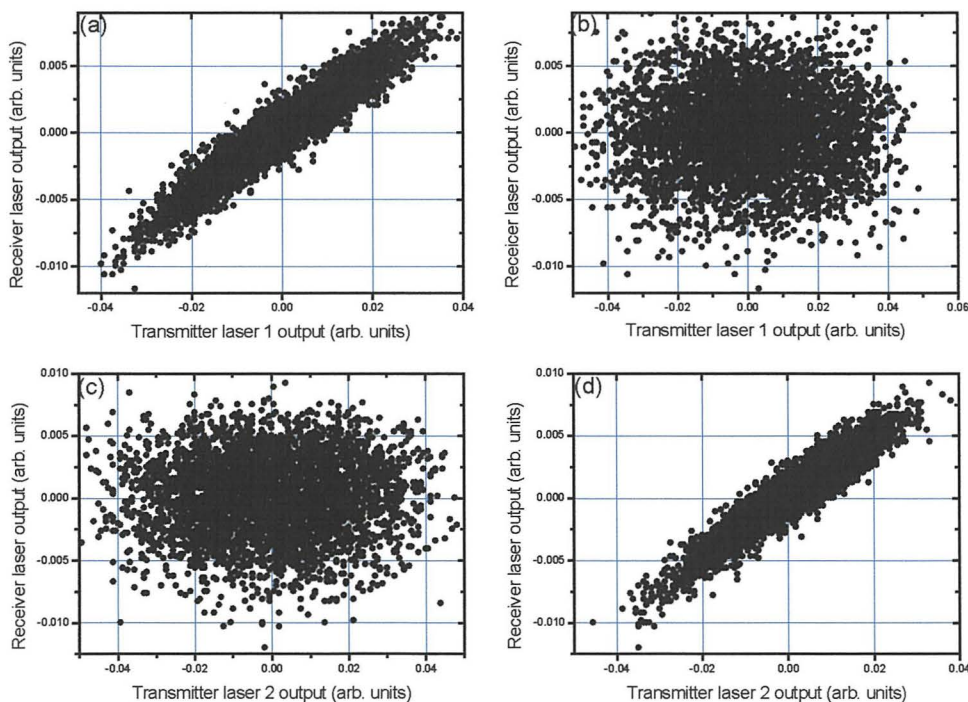 (a)
Receiver laser output (arb. units)
0.005
0.000
-0.005
-0.010
-0.04 -0.02 0.00 0.02 0.04
Transmitter laser 1 output (arb. units)
(b)
Receicer laser output (arb. units)
0.005
0.000
-0.005
-0.010
-0.04 -0.02 0.00 0.02 0.04 0.06
Transmitter laser 1 output (arb. units)
(c)
Receiver laser output (arb. units)
0.010
0.005
0.000
-0.005
-0.010
-0.04 -0.02 0.00 0.02 0.04
Transmitter laser 2 output (arb. units)
(d)
Receiver laser output (arb. units)
0.010
0.005
0.000
-0.005
-0.010
-0.04 -0.02 0.00 0.02 0.04
Transmitter laser 2 output (arb. units)